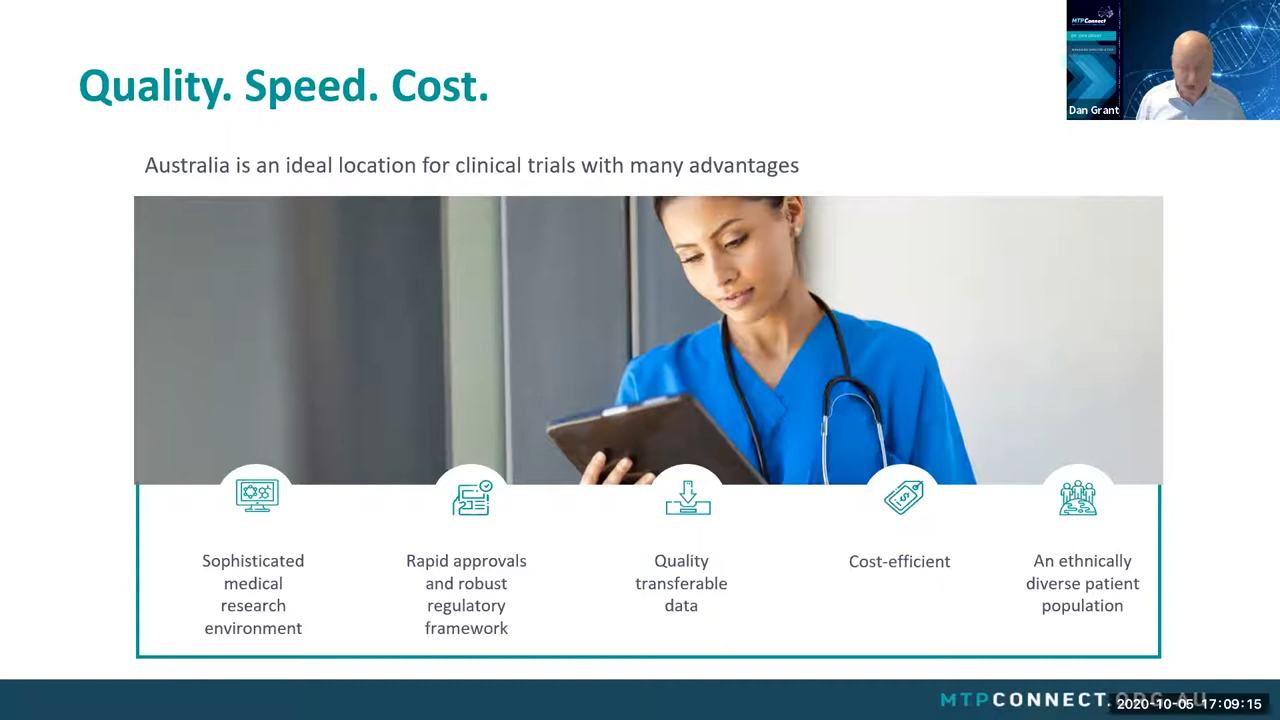 Quality. Speed. Cost.
MTPConnect
Dan Grant
Australia is an ideal location for clinical trials with many advantages
Sophisticated
medical
research
environment
Rapid approvals
and robust
regulatory
framework
Quality
transferable
data
Cost-efficient
An ethnically
diverse patient
population
MTPCONNECT.ORG.AU
2020-10-05 17:09:15